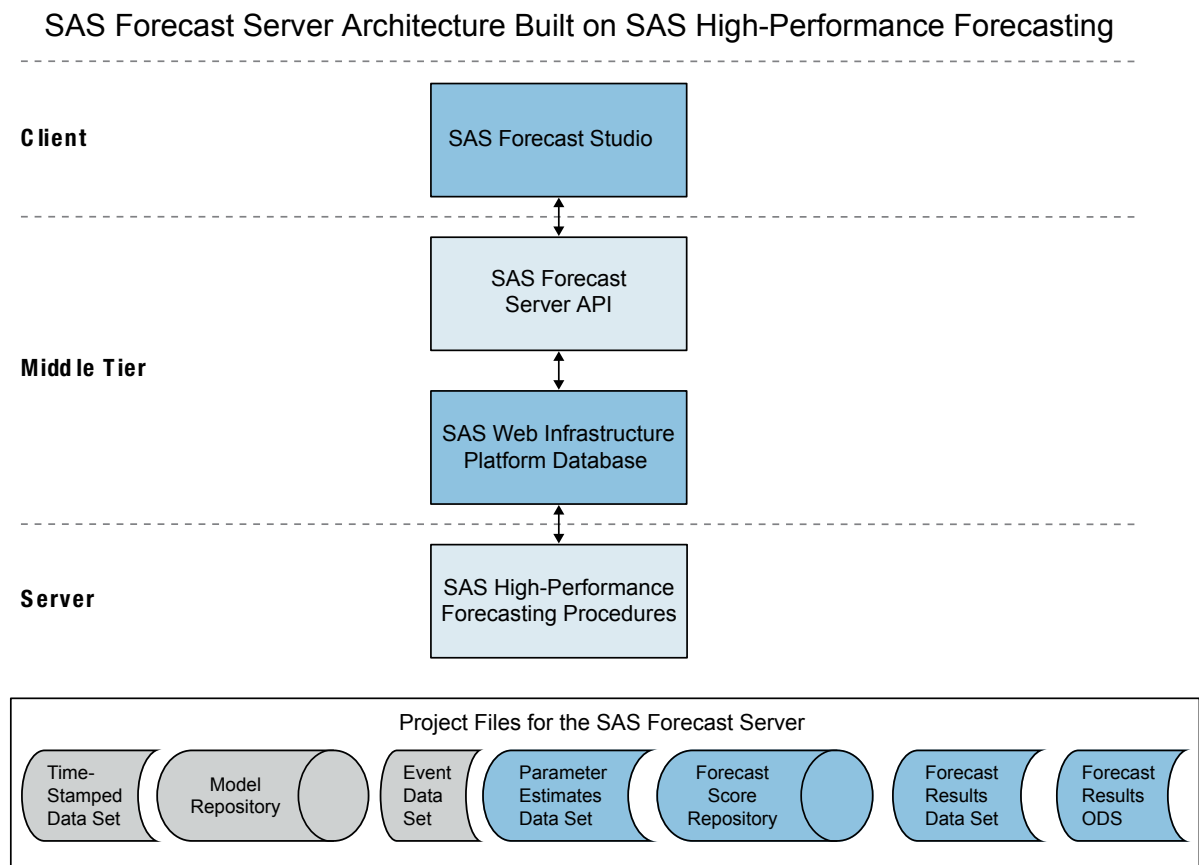 SAS Forecast Server Architecture Built on SAS High-Performance Forecasting
Client
SAS Forecast Studio
SAS Forecast
Server API
Middle Tier
SAS Web Infrastructure
Platform Database
Server
SAS High-Performance
Forecasting Procedures
Project Files for the SAS Forecast Server
Time-
Stamped
Data Set
Model
Repository
Event
Data
Set
Parameter
Estimates
Data Set
Forecast
Score
Repository
Forecast
Results
Data Set
Forecast
Results
ODS